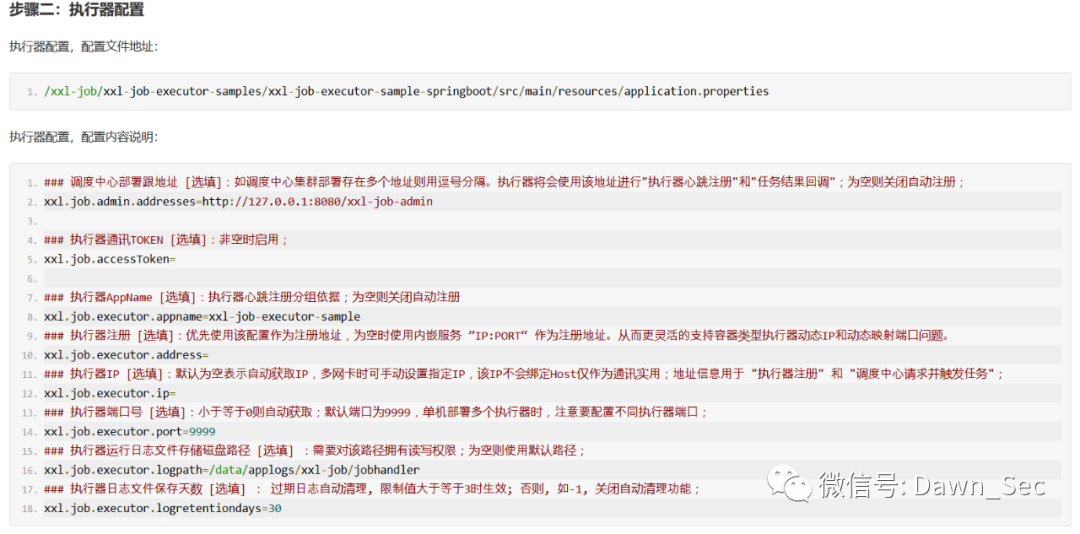 步骤二：执行器配置
执行器配置，配置文件地址：
1. /xxl-job/xxl-job-executor-samples/xxl-job-executor-sample-springboot/src/main/resources/application.properties
执行器配置，配置内容说明：
1. ### 调度中心部署跟地址 [选填]：如调度中心集群部署存在多个地址则用逗号分隔。执行器将会使用该地址进行"执行器心跳注册"和"任务结果回调"；为空则关闭自动注册；
2. xxl.job.admin.addresses=http://127.0.0.1:8080/xxl-job-admin
3.
4. ### 执行器通讯TOKEN [选填]：非空时启用；
5. xxl.job.accessToken=
6.
7. ### 执行器AppName [选填]：执行器心跳注册分组依据；为空则关闭自动注册
8. xxl.job.executor.appname=xxl-job-executor-sample
9. ### 执行器注册 [选填]：优先使用该配置作为注册地址，为空时使用内嵌服务 ”IP:PORT“ 作为注册地址。从而更灵活的支持容器类型执行器动态IP和动态映射端口问题。
10. xxl.job.executor.address=
11. ### 执行器IP [选填]：默认为空表示自动获取IP，多网卡时可手动设置指定IP，该IP不会绑定Host仅作为通讯实用；地址信息用于 "执行器注册" 和 "调度中心请求并触发任务"；
12. xxl.job.executor.ip=
13. ### 执行器端口号 [选填]：小于等于0则自动获取；默认端口为9999，单机部署多个执行器时，注意要配置不同执行器端口；
14. xxl.job.executor.port=9999
15. ### 执行器运行日志文件存储磁盘路径 [选填] ：需要对该路径拥有读写权限；为空则使用默认路径；
16. xxl.job.executor.logpath=/data/applogs/xxl-job/jobhandler
17. ### 执行器日志文件保存天数 [选填] ： 过期日志自动清理, 限制值大于等于3时生效; 否则, 如-1, 关闭自动清理功能；
18. xxl.job.executor.logretentiondays=30
微信号: Dawn_Sec